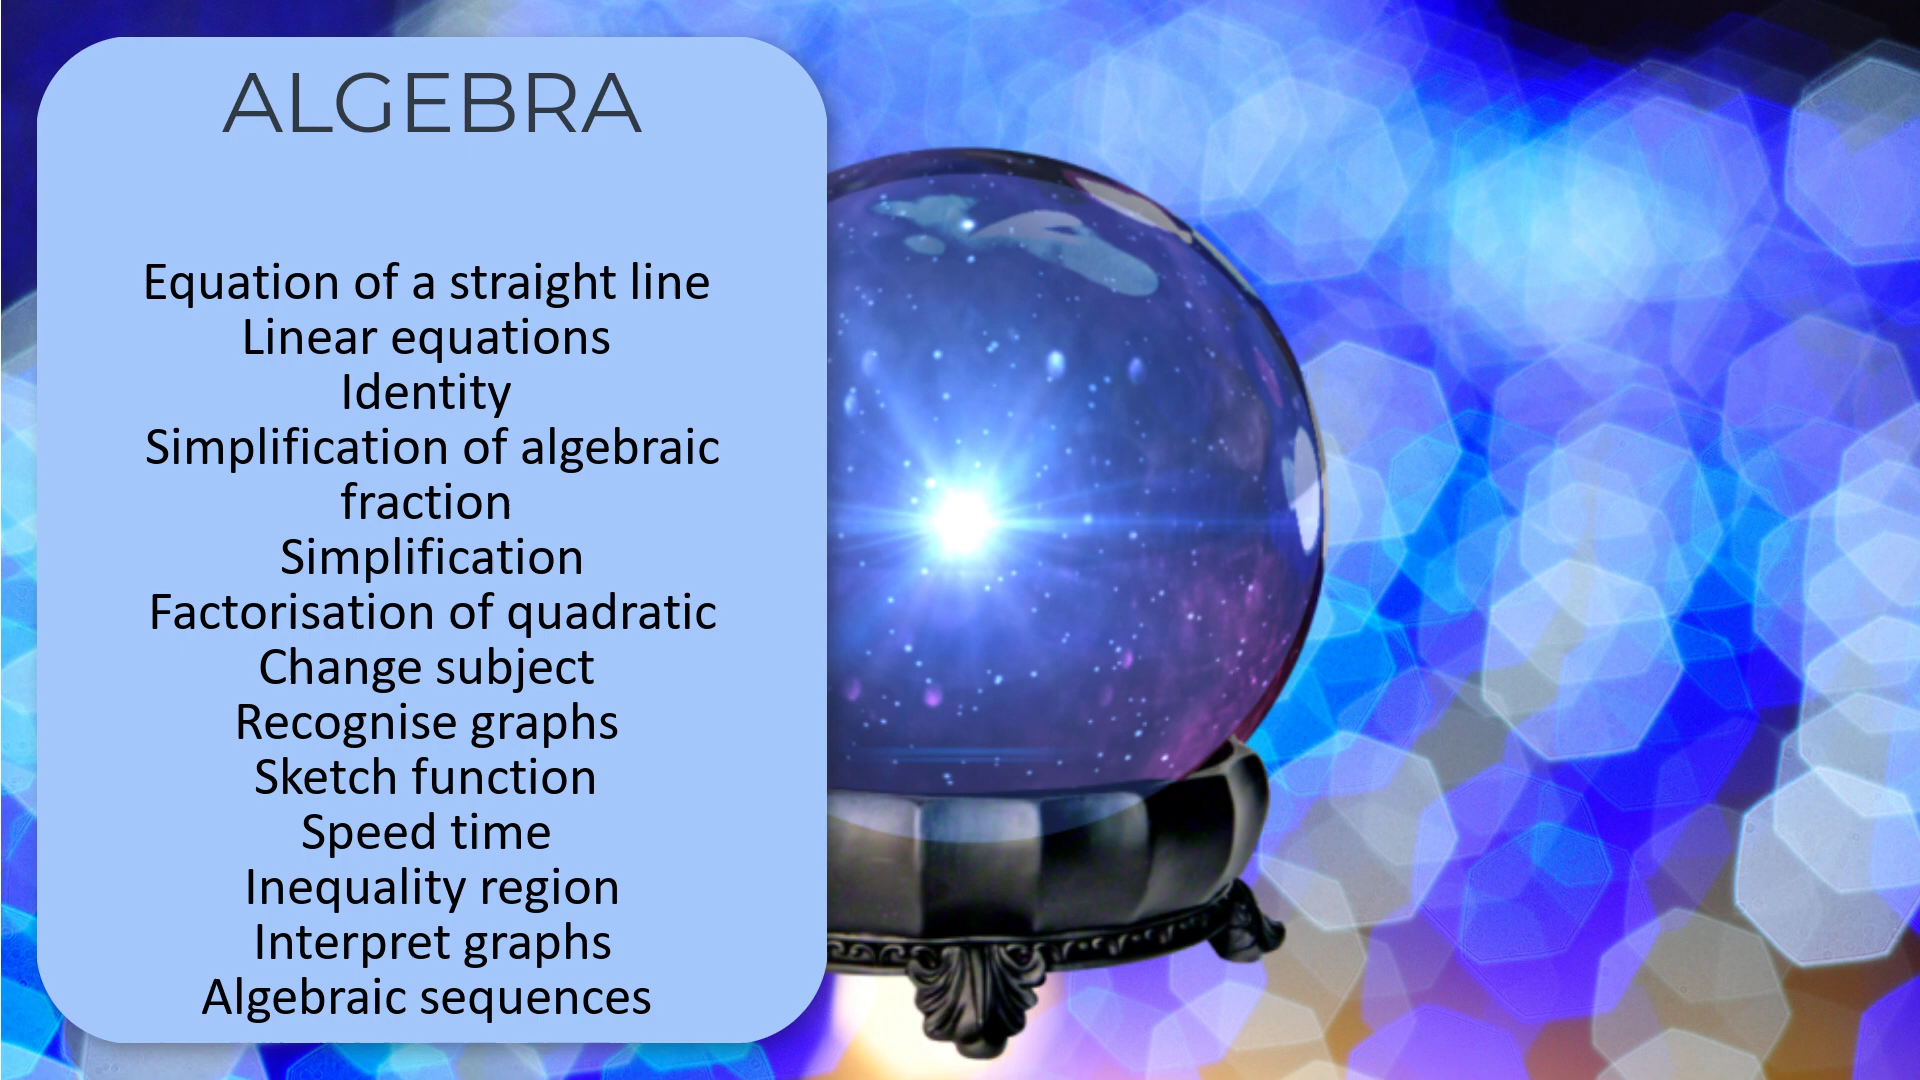 ALGEBRA
Equation of a straight line
Linear equations
Identity
Simplification of algebraic
fraction
Simplification
Factorisation of quadratic
Change subject
Recognise graphs
Sketch function
Speed time
Inequality region
Interpret graphs
Algebraic sequences